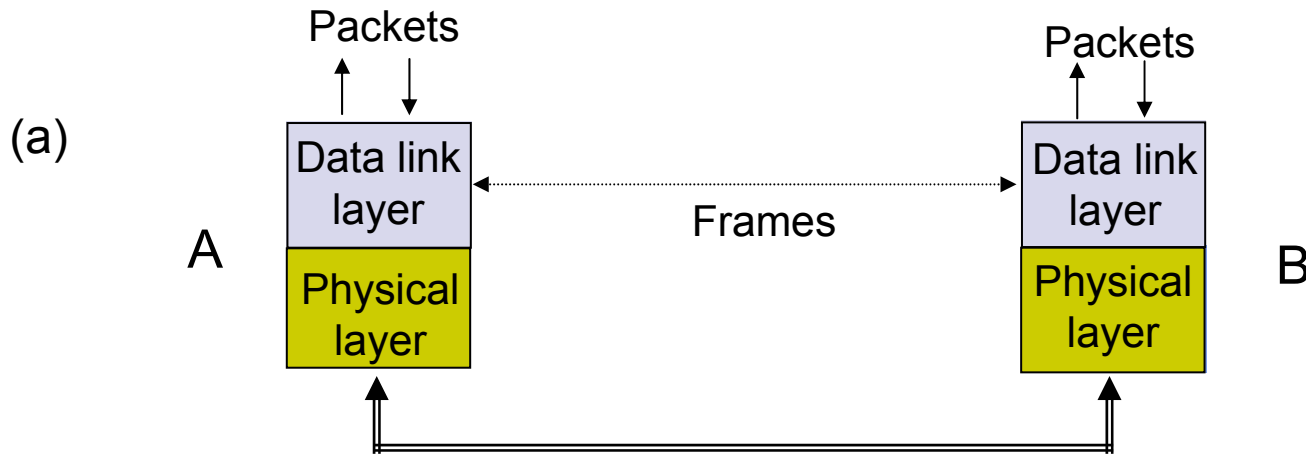 Packets
Packets
(a)
Data link
layer
Data link
layer
Frames
A
B
Physical
layer
Physical
layer